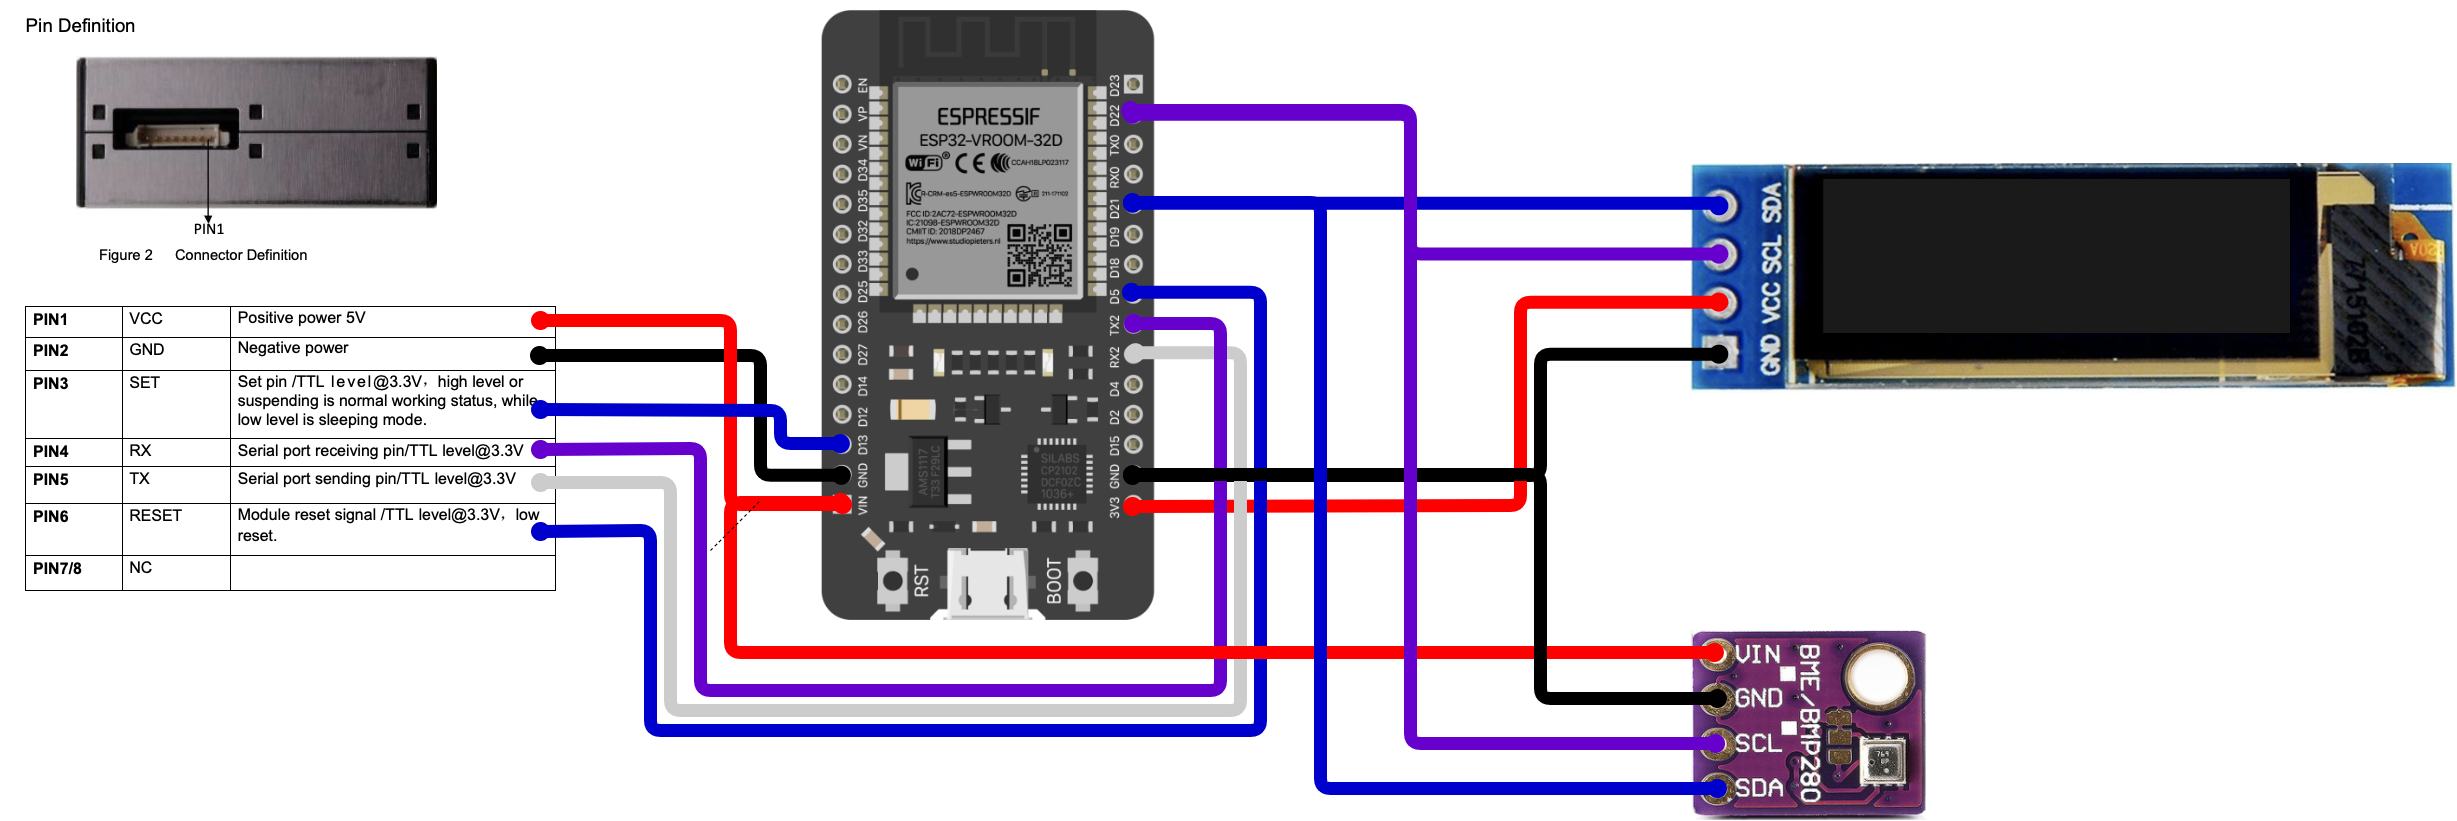 Pin Definition
PIN1
Figure 2 Connector Definition
PIN1 VCC Positive power 5V
PIN2 GND Negative power
PIN3 SET Set pin /TTL level@3.3V，high level or
suspending is normal working status, while
low level is sleeping mode.
PIN4 RX Serial port receiving pin/TTL level@3.3V
PIN5 TX Serial port sending pin/TTL level@3.3V
PIN6 RESET Module reset signal /TTL level@3.3V，low
reset.
PIN7/8 NC
EN
VP
VN
D34
D35
D32
D33
D25
D26
D27
D14
D12
D13
GND
VIN
ESPRESSIF
ESP32-VROOM-32D
WiFi
CCAH18LP023117
R-CRM-es5-ESPWROOM32D
211-171102
FCC ID:2AC72-ESPWROOM32D
IC:21098-ESPWROOM32D
CMIIT ID: 2018DP2467
https://www.studiopieters.nl
AMS1117
SILABS
CP2102
DCF0ZC
1036+
RST
BOOT
D23
D22
TX0
RX0
D21
D19
D18
D5
TX2
RX2
D4
D2
D15
GND
3V3
SDA
SCL
VCC
GND
VIN
GND
SCL
SDA
BME/BMP280